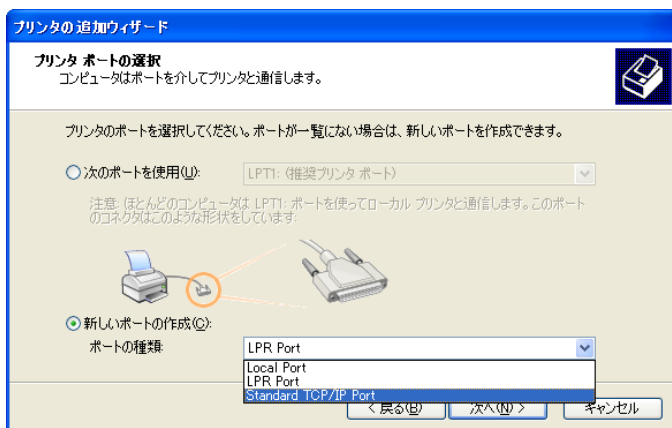 プリンタの追加ウィザード
プリンタ ポートの選択
コンピュータはポートを介してプリンタと通信します。
プリンタのポートを選択してください。ポートが一覧にない場合は、新しいポートを作成できます。
次のポートを使用(U):
LPT1: (推奨プリンタ ポート)
注意: ほとんどのコンピュータは LPT1: ポートを使ってローカル プリンタと通信します。このポート
のコネクタはこのような形状をしています:
新しいポートの作成(C):
ポートの種類:
LPR Port
Local Port
LPR Port
Standard TCP/IP Port
< 戻る(B)
次へ(N) >
キャンセル